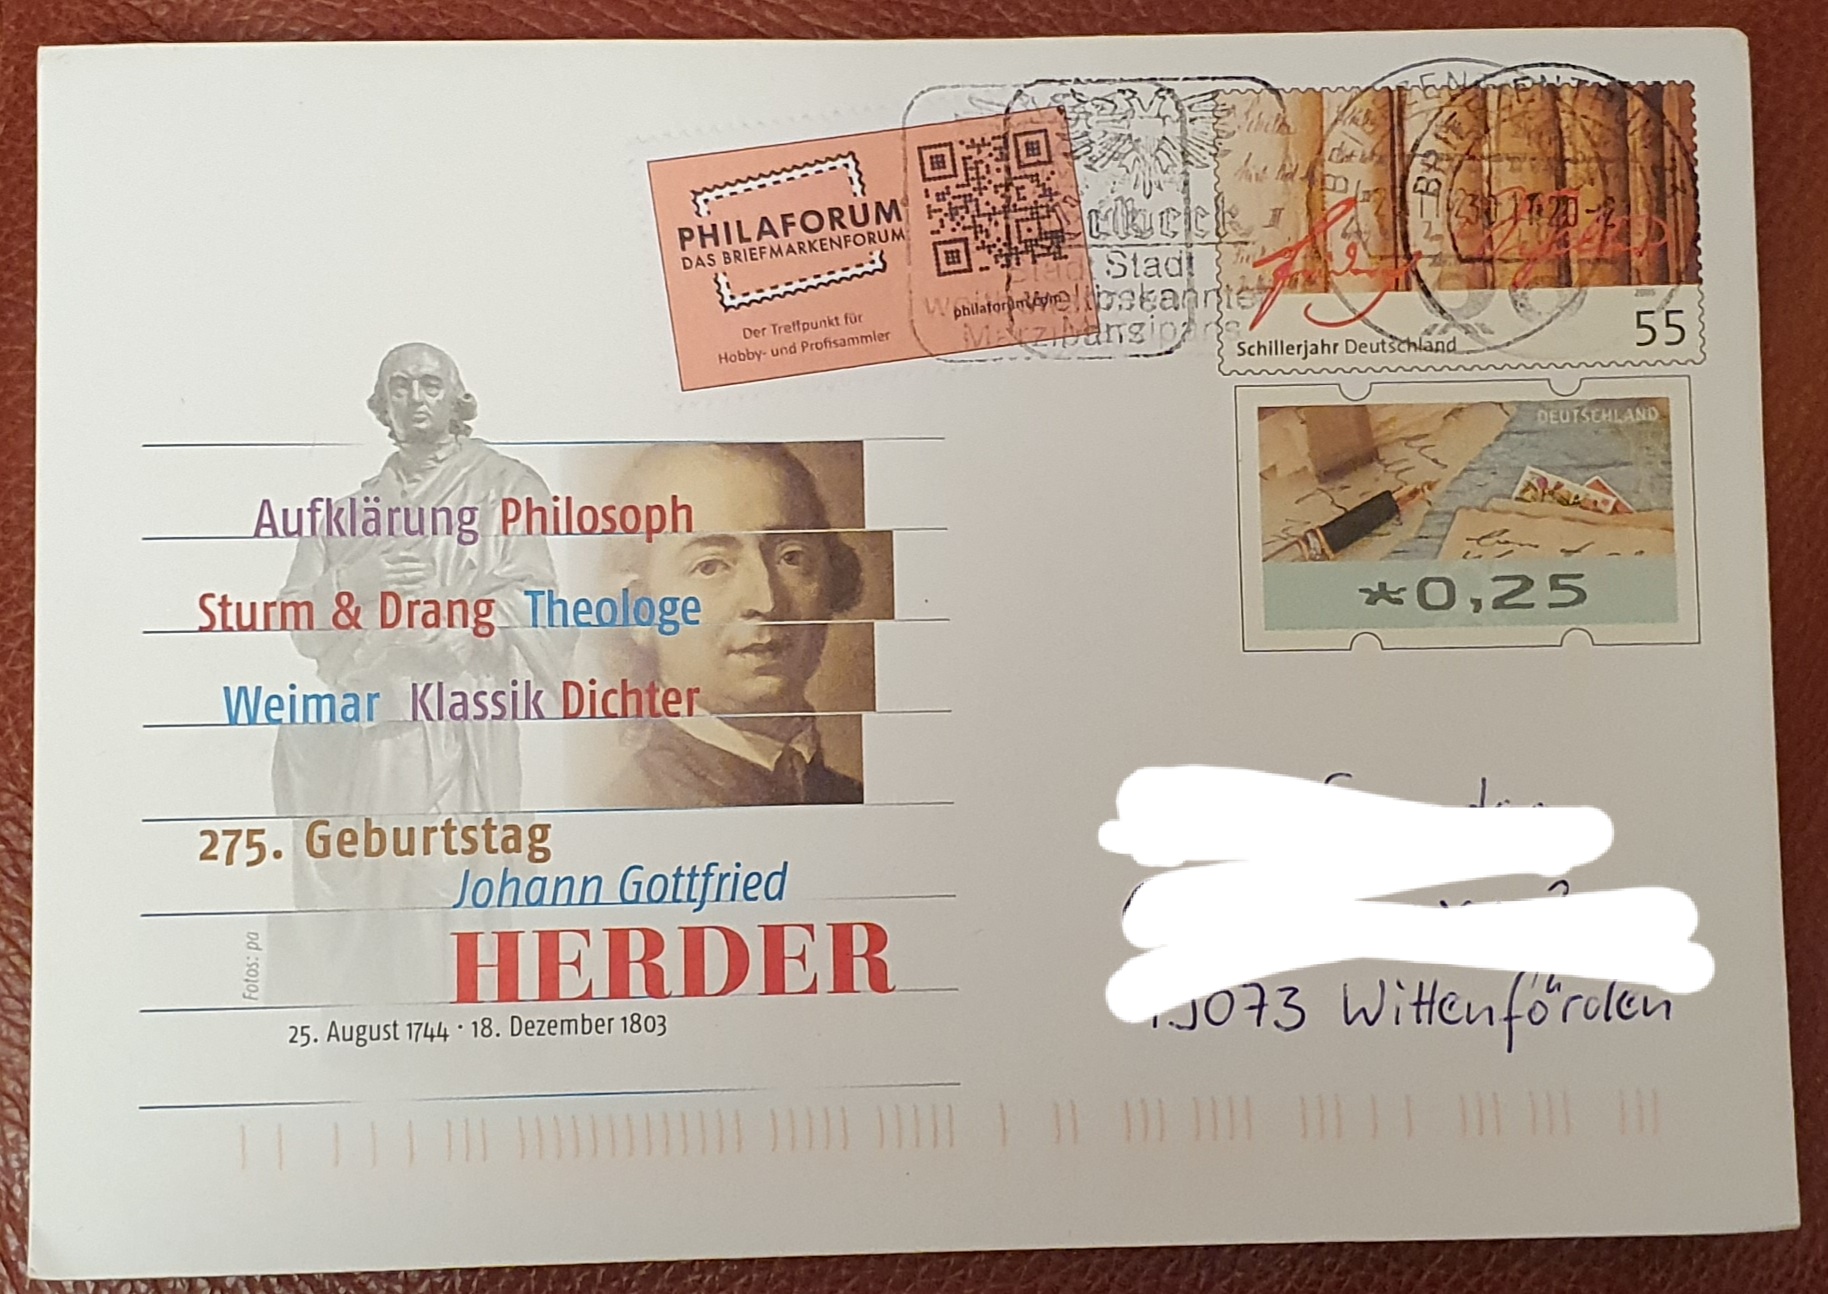 PHILAFORUM
DAS BRIEFMARKENFORUM
Der Treffpunkt für
Hobby- und Profisammler
philaforum.com
Stadt Stadt
Schillerjahr Deutschland
55
DEUTSCHLAND
*0,25
Aufklärung Philosoph
Sturm & Drang Theologe
Weimar Klassik Dichter
275. Geburtstag
Johann Gottfried
HERDER
Fotos: pa
25. August 1744 · 18. Dezember 1803
Wittenförden